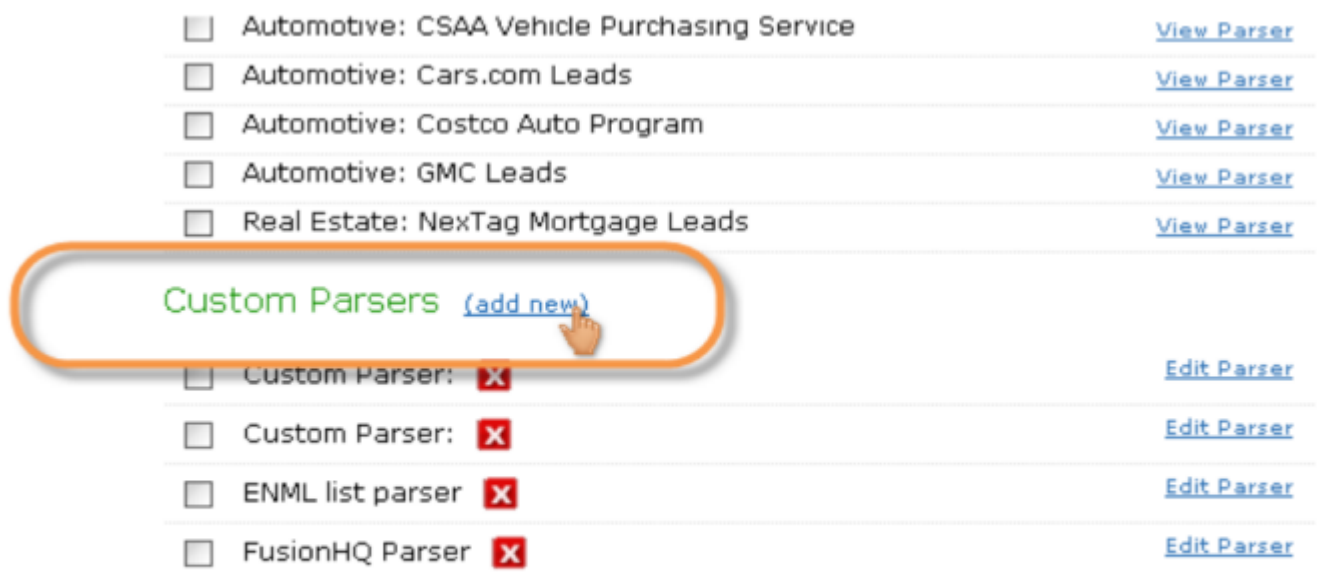 Automotive: CSAA Vehicle Purchasing Service View Parser
Automotive: Cars.com Leads View Parser
Automotive: Costco Auto Program View Parser
Automotive: GMC Leads View Parser
Real Estate: NexTag Mortgage Leads View Parser
Custom Parsers (add new)
Custom Parser: X Edit Parser
Custom Parser: X Edit Parser
ENML list parser X Edit Parser
FusionHQ Parser X Edit Parser